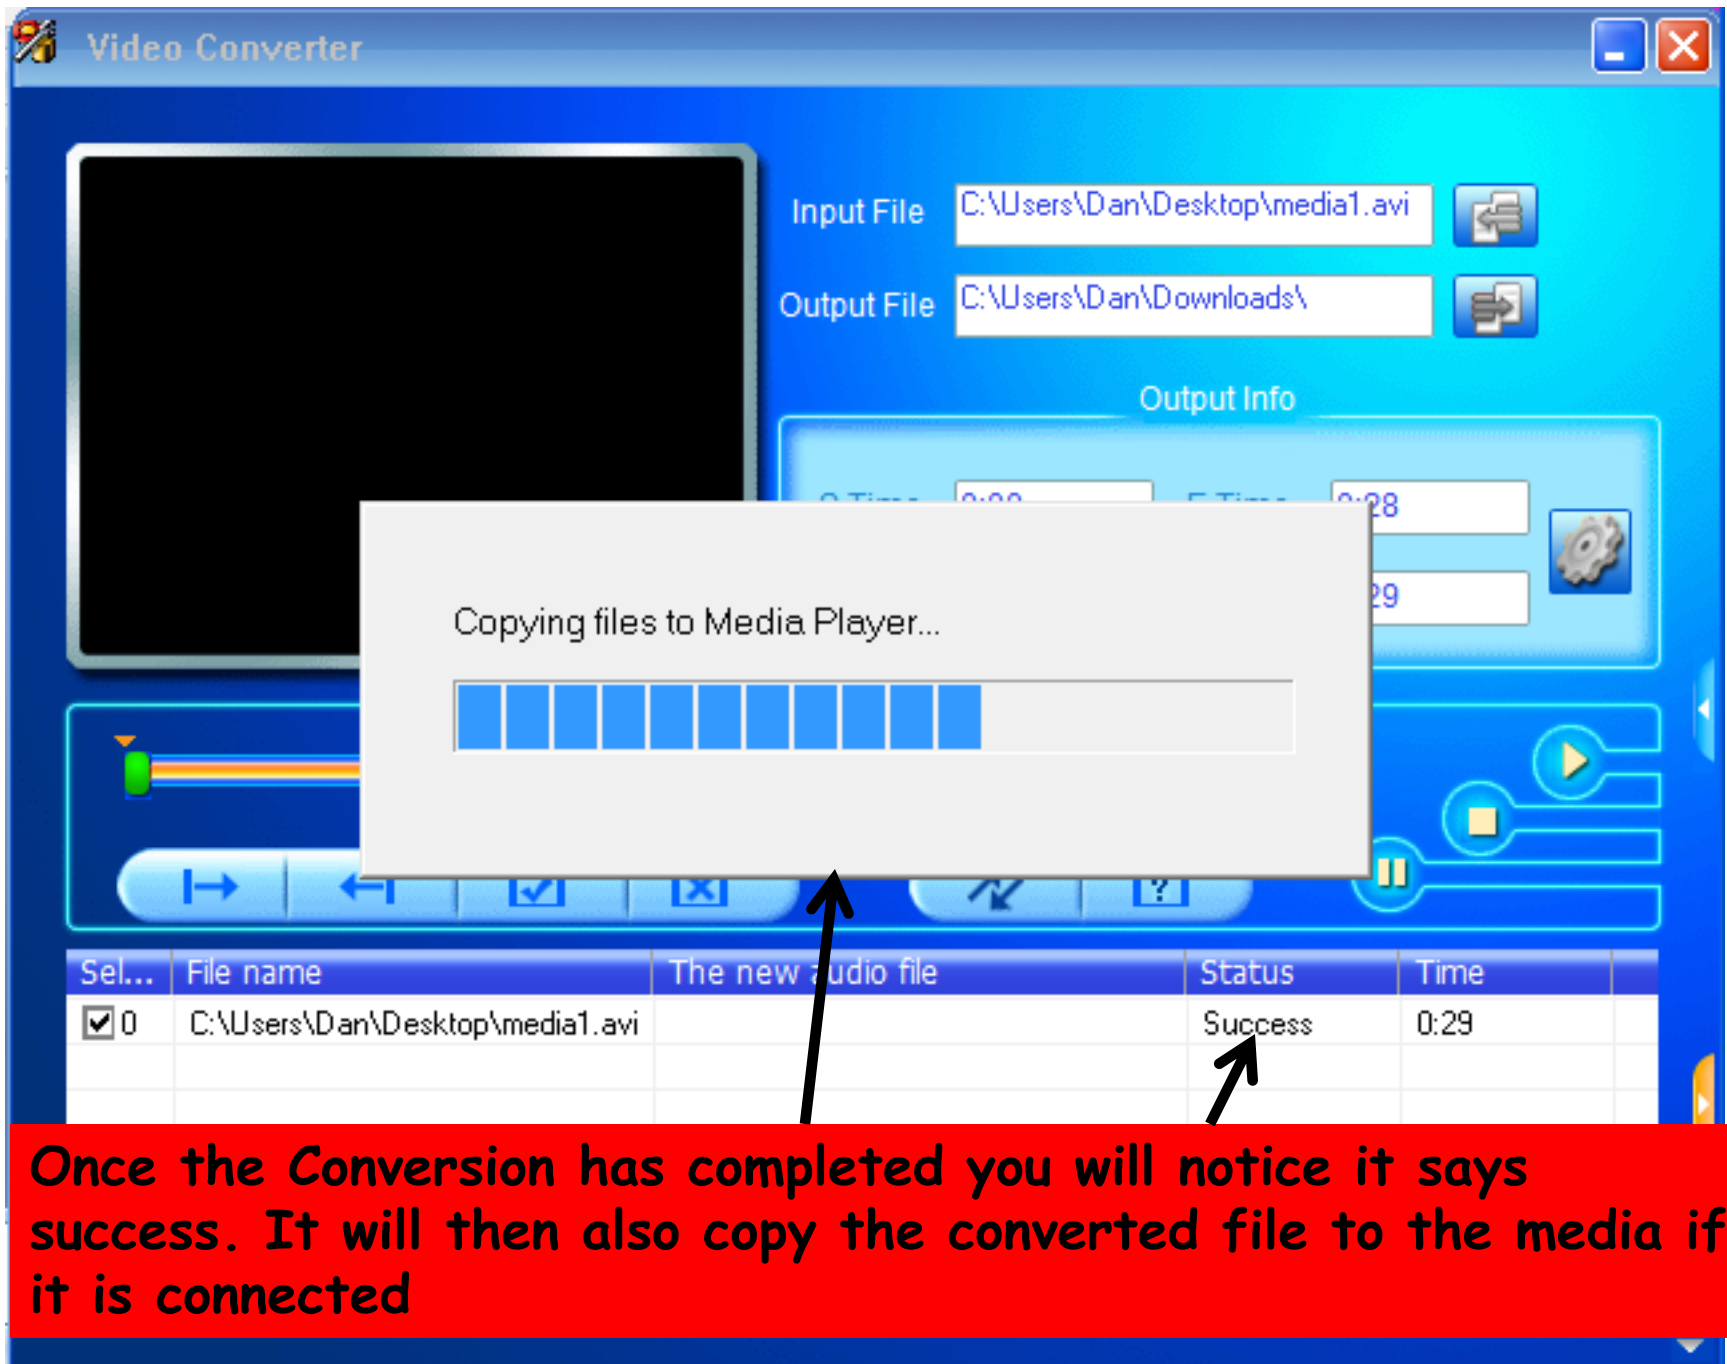 Video Converter
Input File
C:\Users\Dan\Desktop\media1.avi
Output File
C:\Users\Dan\Downloads\
Output Info
0:28
29
Copying files to Media Player...
Sel... File name The new audio file Status Time
0 C:\Users\Dan\Desktop\media1.avi Success 0:29
Once the Conversion has completed you will notice it says
success. It will then also copy the converted file to the media if
it is connected